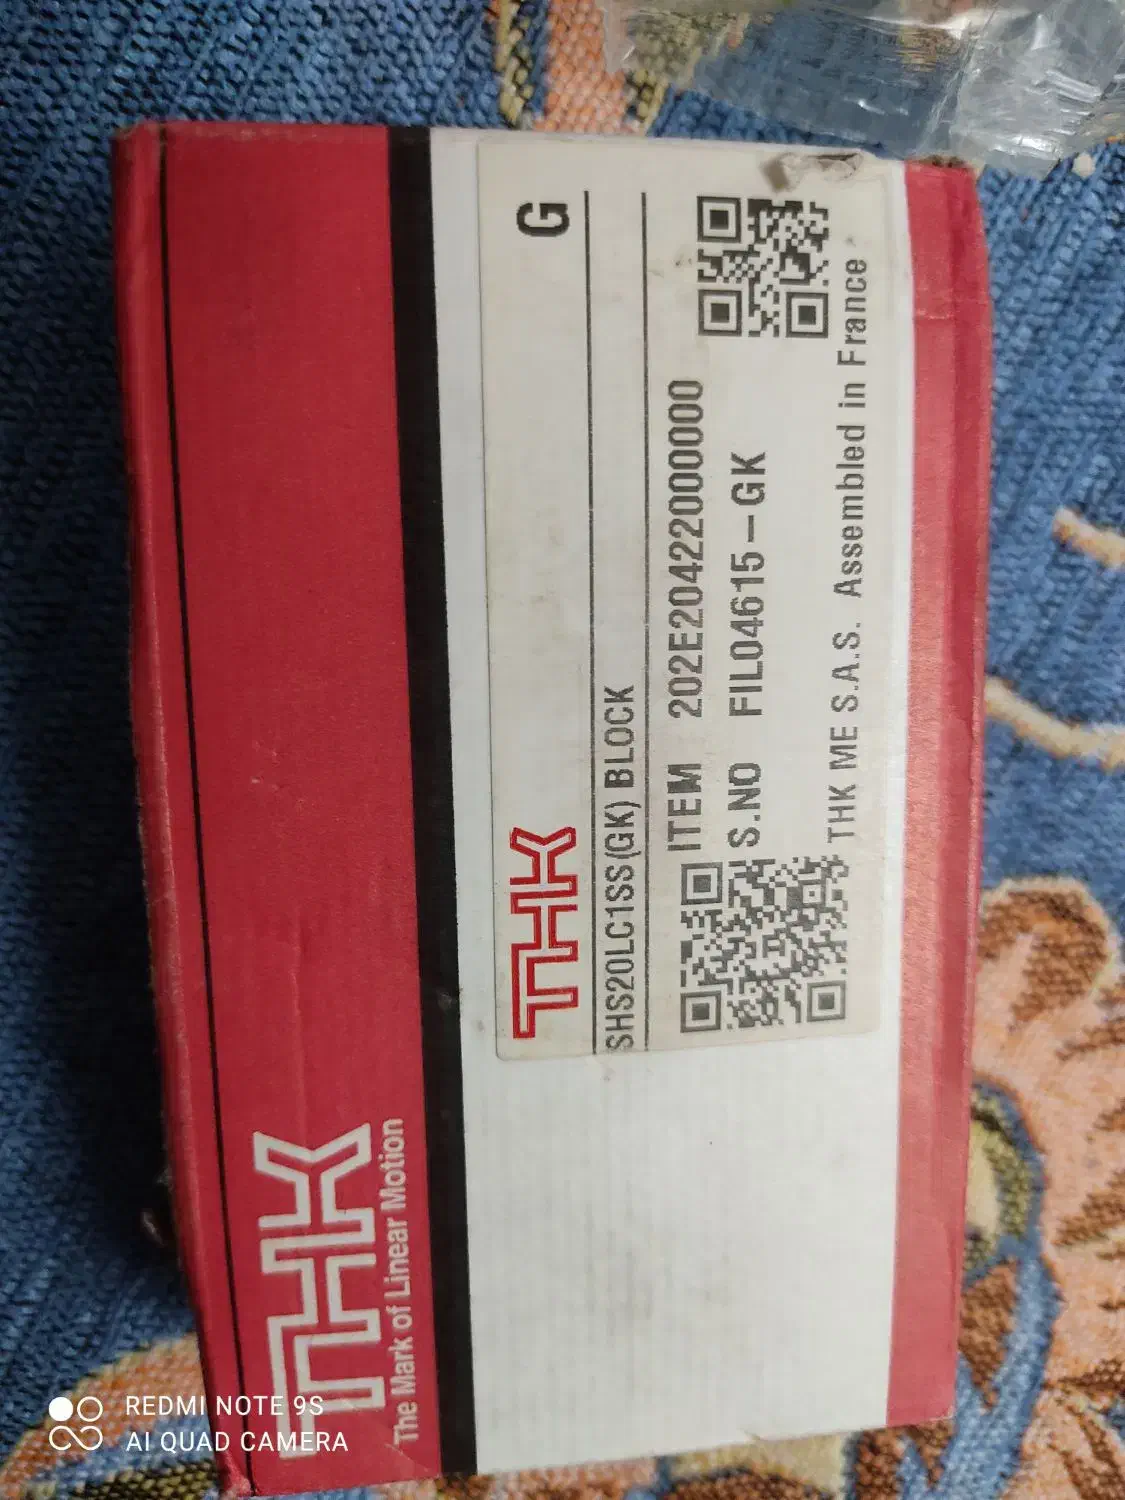 THK
The Mark of Linear Motion
THK G
SHS20LC1SS(GK) BLOCK
ITEM 202E20422000000
S.NO FIL04615-GK
THK ME S.A.S. Assembled in France
REDMI NOTE 9S
AI QUAD CAMERA